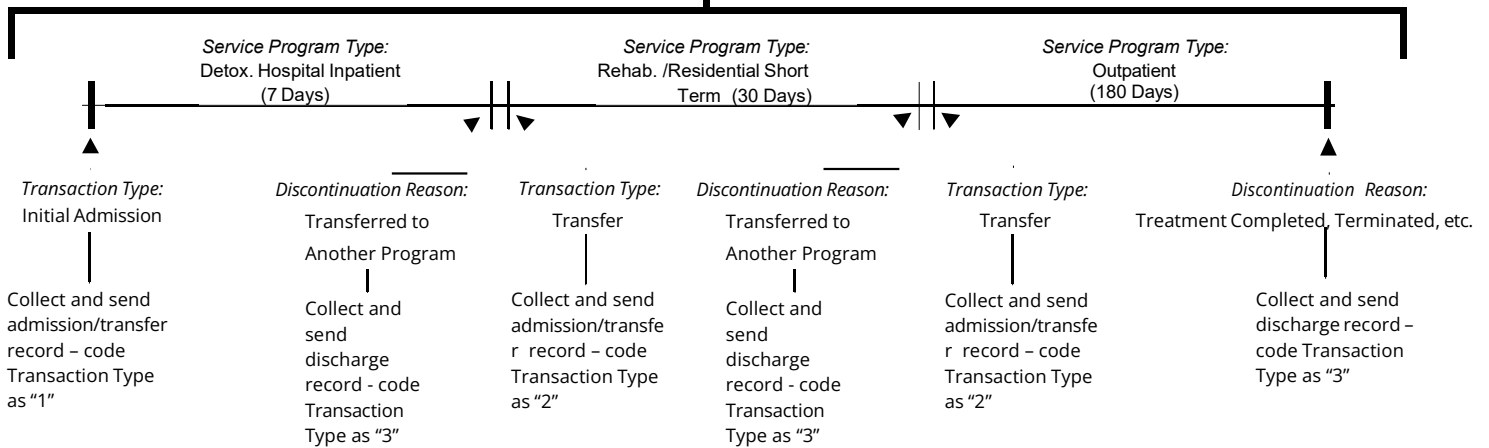 Service Program Type:
Detox. Hospital Inpatient
(7 Days)
Service Program Type:
Rehab. /Residential Short
Term (30 Days)
Service Program Type:
Outpatient
(180 Days)
Transaction Type:
Initial Admission
Collect and send
admission/transfer
record – code
Transaction Type
as “1”
Discontinuation Reason:
Transferred to
Another Program
Collect and
send
discharge
record - code
Transaction
Type as “3”
Transaction Type:
Transfer
Collect and send
admission/transfe
r record – code
Transaction Type
as “2”
Discontinuation Reason:
Transferred to
Another Program
Collect and
send
discharge
record - code
Transaction
Type as “3”
Transaction Type:
Transfer
Collect and send
admission/transfe
r record – code
Transaction Type
as “2”
Discontinuation Reason:
Treatment Completed, Terminated, etc.
Collect and send
discharge record –
code Transaction
Type as “3”